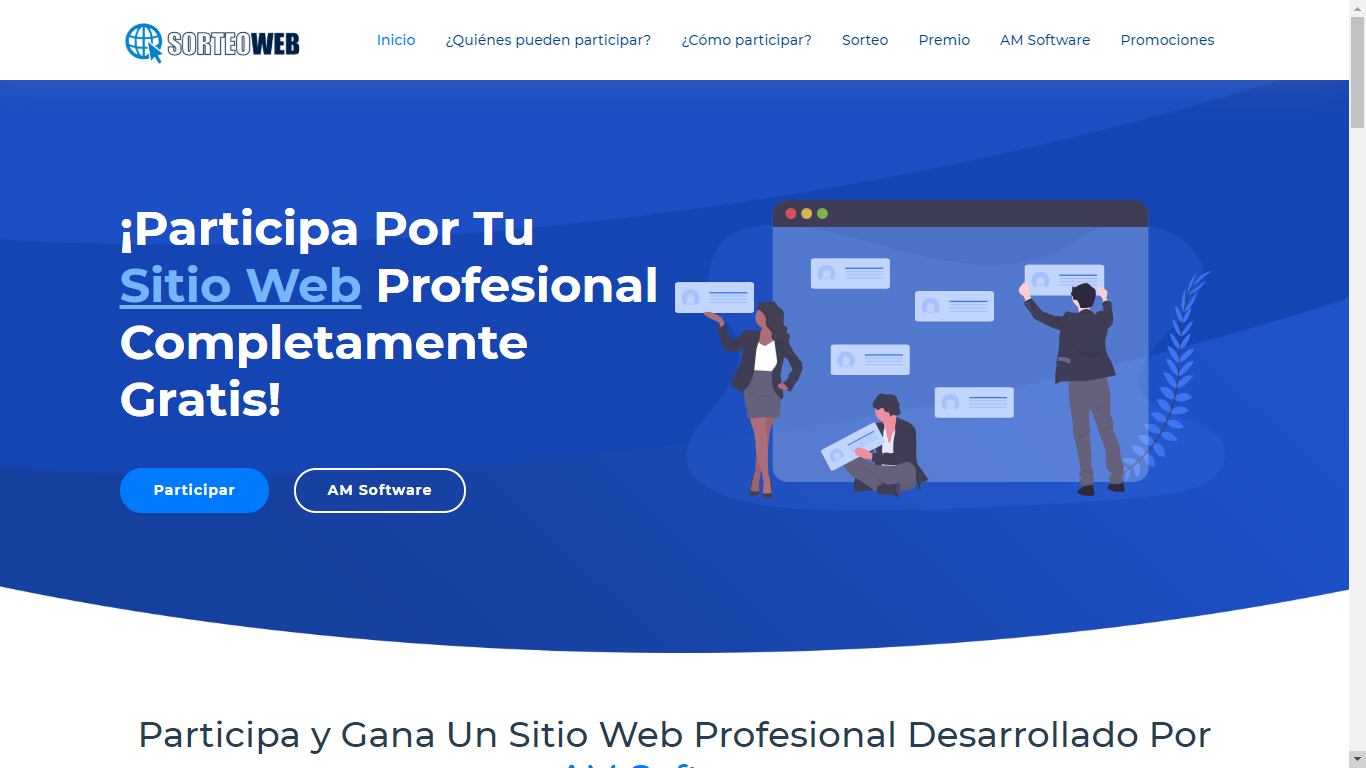 SORTEOWEB
Inicio ¿Quiénes pueden participar? ¿Cómo participar? Sorteo Premio AM Software Promociones
¡Participa Por Tu
Sitio Web Profesional
Completamente
Gratis!
Participar AM Software
Participa y Gana Un Sitio Web Profesional Desarrollado Por